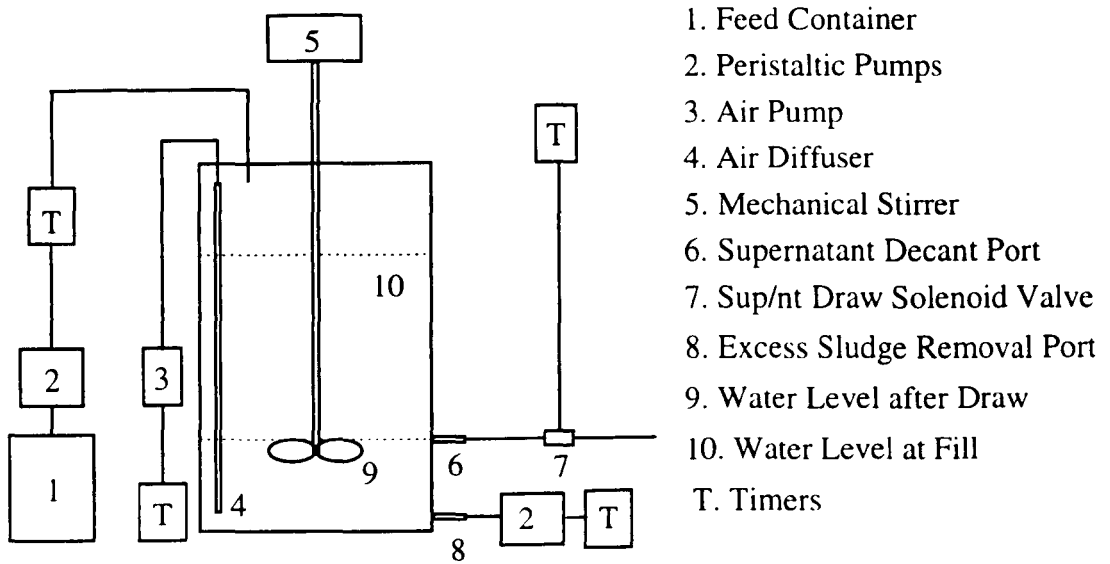 5
T
T
10
2
3
1
T
4
9
6
7
2
T
8
1. Feed Container
2. Peristaltic Pumps
3. Air Pump
4. Air Diffuser
5. Mechanical Stirrer
6. Supernatant Decant Port
7. Sup/nt Draw Solenoid Valve
8. Excess Sludge Removal Port
9. Water Level after Draw
10. Water Level at Fill
T. Timers